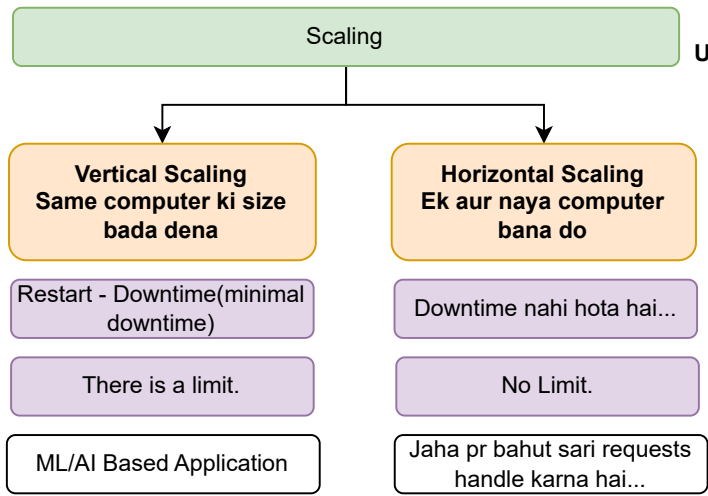 Scaling
U
Vertical Scaling
Same computer ki size
bada dena
Horizontal Scaling
Ek aur naya computer
bana do
Restart - Downtime(minimal
downtime)
Downtime nahi hota hai...
There is a limit.
No Limit.
ML/AI Based Application
Jaha pr bahut sari requests
handle karna hai...